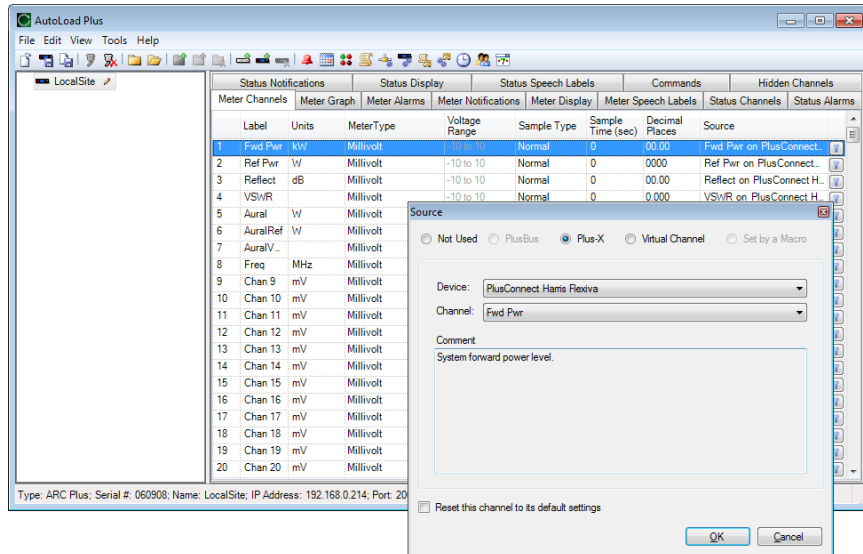 AutoLoad Plus
File Edit View Tools Help
LocalSite
Status Notifications Status Display Status Speech Labels Commands Hidden Channels
Meter Channels Meter Graph Meter Alarms Meter Notifications Meter Display Meter Speech Labels Status Channels Status Alarms
Label Units MeterType Voltage Range Sample Type Sample Time (sec) Decimal Places Source
1 Fwd Pwr kW Millivolt -10 to 10 Normal 0 00.00 Fwd Pwr on PlusConnect...
2 Ref Pwr W Millivolt -10 to 10 Normal 0 0000 Ref Pwr on PlusConnect...
3 Reflect dB Millivolt -10 to 10 Normal 0 00.00 Reflect on PlusConnect H...
4 VSWR Millivolt -10 to 10 Normal 0 0.000 VSWR on PlusConnect H...
5 Aural W Millivolt
6 AuralRef W Millivolt
7 AuralV... Millivolt
8 Freq MHz Millivolt
9 Chan 9 mV Millivolt
10 Chan 10 mV Millivolt
11 Chan 11 mV Millivolt
12 Chan 12 mV Millivolt
13 Chan 13 mV Millivolt
14 Chan 14 mV Millivolt
15 Chan 15 mV Millivolt
16 Chan 16 mV Millivolt
17 Chan 17 mV Millivolt
18 Chan 18 mV Millivolt
19 Chan 19 mV Millivolt
20 Chan 20 mV Millivolt
Type: ARC Plus; Serial #: 060908; Name: LocalSite; IP Address: 192.168.0.214; Port: 20
Source
Not Used PlusBus Plus-X Virtual Channel Set by a Macro
Device: PlusConnect Harris Flexiva
Channel: Fwd Pwr
Comment
System forward power level.
Reset this channel to its default settings
OK Cancel